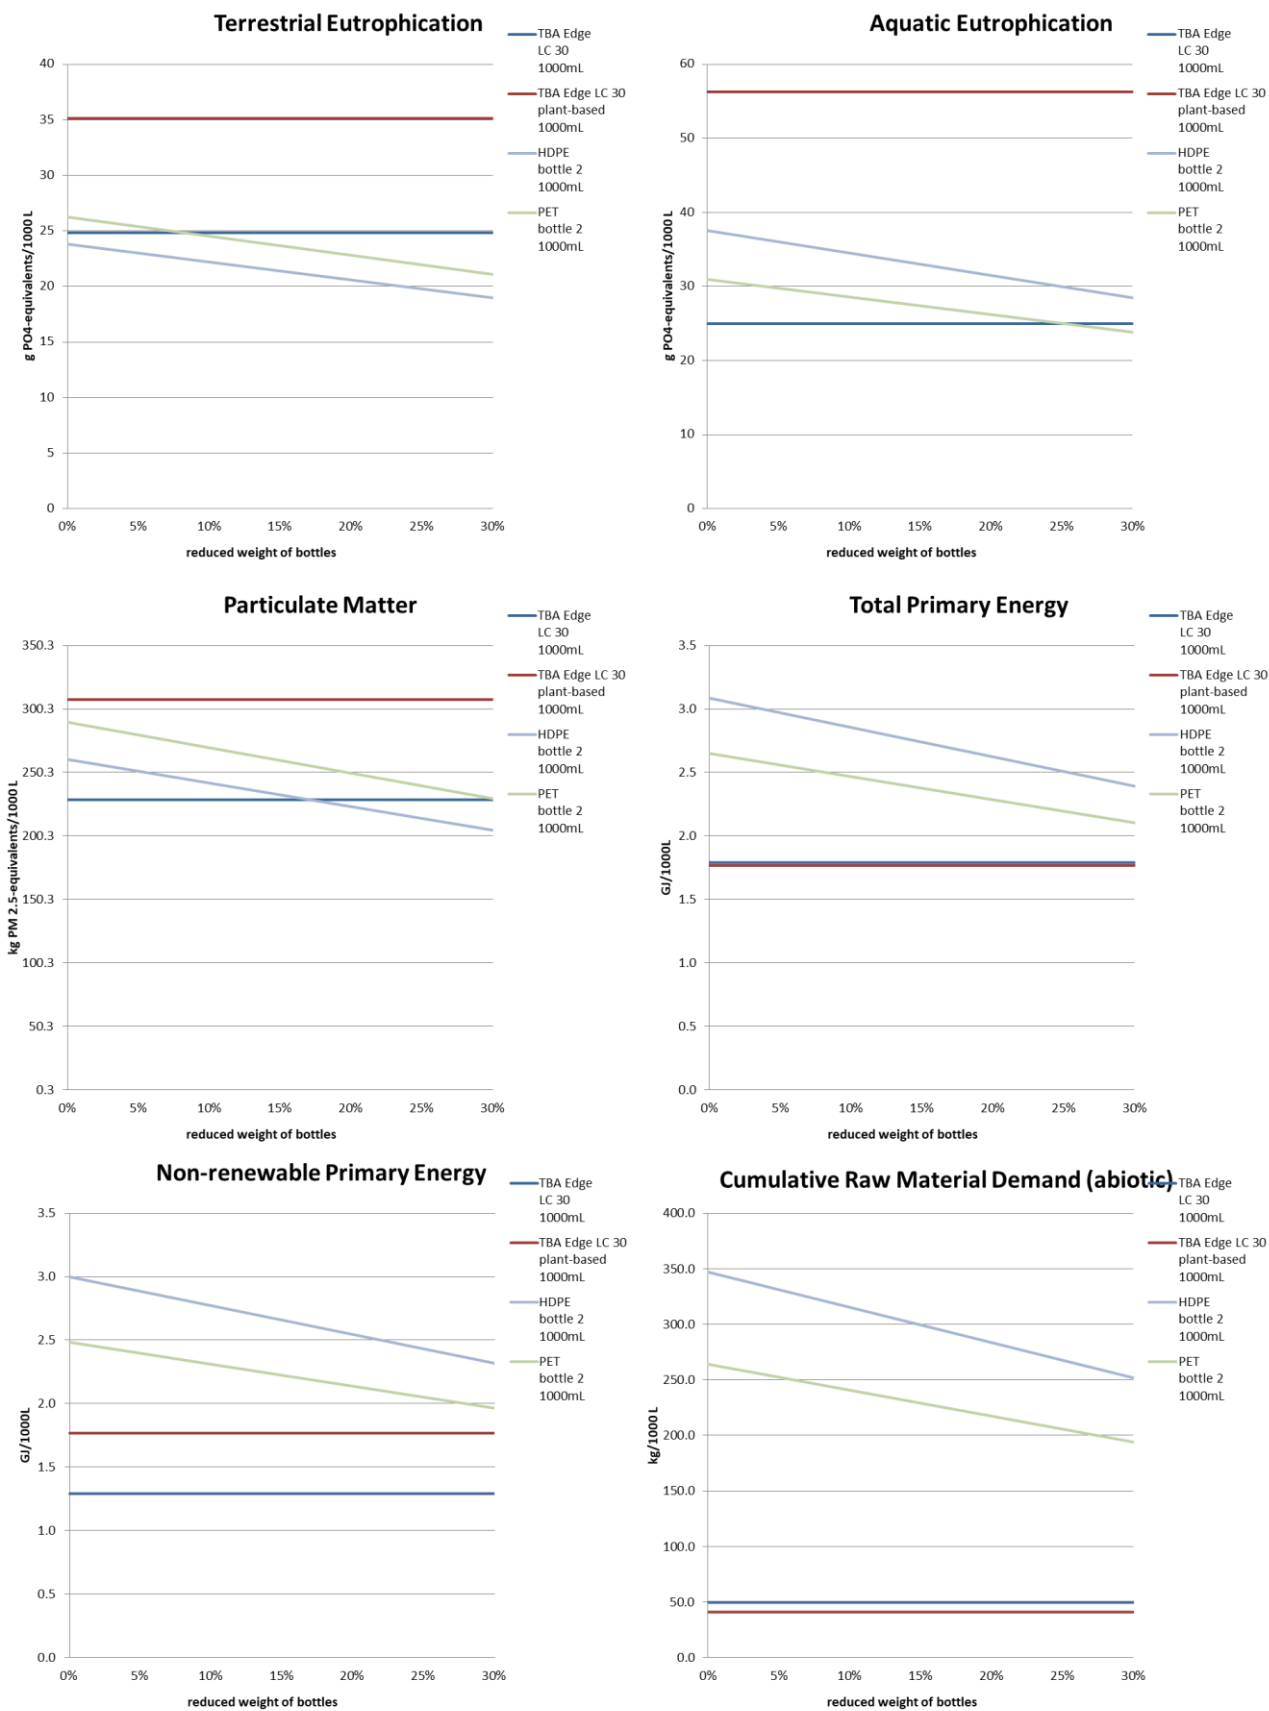 Terrestrial Eutrophication
TBA Edge
LC 30
1000mL
TBA Edge LC 30
plant-based
1000mL
HDPE
bottle 2
1000mL
PET
bottle 2
1000mL
40
35
30
25
20
15
10
5
0
g PO4-equivalents/1000 L
0% 5% 10% 15% 20% 25% 30%
reduced weight of bottles
Aquatic Eutrophication
TBA Edge
LC 30
1000mL
TBA Edge LC 30
plant-based
1000mL
HDPE
bottle 2
1000mL
PET
bottle 2
1000mL
60
50
40
30
20
10
0
g PO4-equivalents/1000 L
0% 5% 10% 15% 20% 25% 30%
reduced weight of bottles
Particulate Matter
TBA Edge
LC 30
1000mL
TBA Edge LC 30
plant-based
1000mL
HDPE
bottle 2
1000mL
PET
bottle 2
1000mL
350.3
300.3
250.3
200.3
150.3
100.3
50.3
0.3
kg PM 2.5-equivalents/1000 L
0% 5% 10% 15% 20% 25% 30%
reduced weight of bottles
Total Primary Energy
TBA Edge
LC 30
1000mL
TBA Edge LC 30
plant-based
1000mL
HDPE
bottle 2
1000mL
PET
bottle 2
1000mL
3.5
3.0
2.5
2.0
1.5
1.0
0.5
0.0
GJ/1000L
0% 5% 10% 15% 20% 25% 30%
reduced weight of bottles
Non-renewable Primary Energy
TBA Edge
LC 30
1000mL
TBA Edge LC 30
plant-based
1000mL
HDPE
bottle 2
1000mL
PET
bottle 2
1000mL
3.5
3.0
2.5
2.0
1.5
1.0
0.5
0.0
GJ/1000L
0% 5% 10% 15% 20% 25% 30%
reduced weight of bottles
Cumulative Raw Material Demand (abiotic)
TBA Edge
LC 30
1000mL
TBA Edge LC 30
plant-based
1000mL
HDPE
bottle 2
1000mL
PET
bottle 2
1000mL
400.0
350.0
300.0
250.0
200.0
150.0
100.0
50.0
0.0
kg/1000 L
0% 5% 10% 15% 20% 25% 30%
reduced weight of bottles